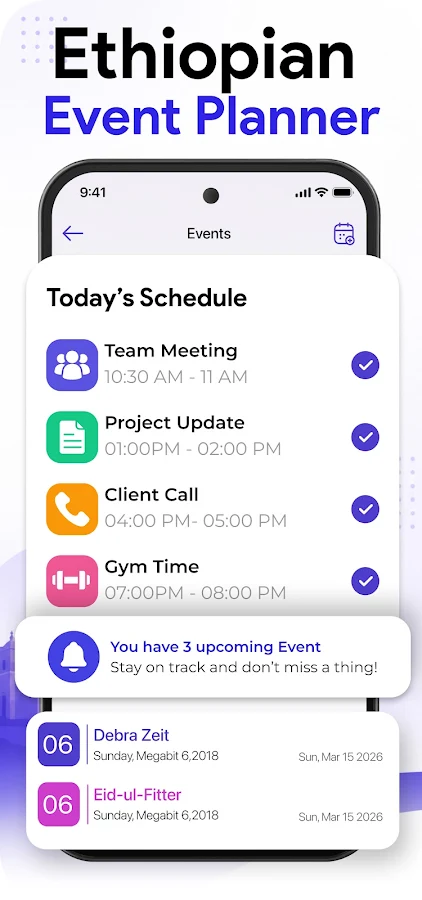 Ethiopian
Event Planner
9:41
Events
Today's Schedule
Team Meeting
10:30 AM - 11 AM
Project Update
01:00PM - 02:00 PM
Client Call
04:00 PM- 05:00 PM
Gym Time
07:00PM - 08:00 PM
You have 3 upcoming Event
Stay on track and don't miss a thing!
06
Debra Zeit
Sunday, Megabit 6,2018
Sun, Mar 15 2026
06
Eid-ul-Fitter
Sunday, Megabit 6,2018
Sun, Mar 15 2026